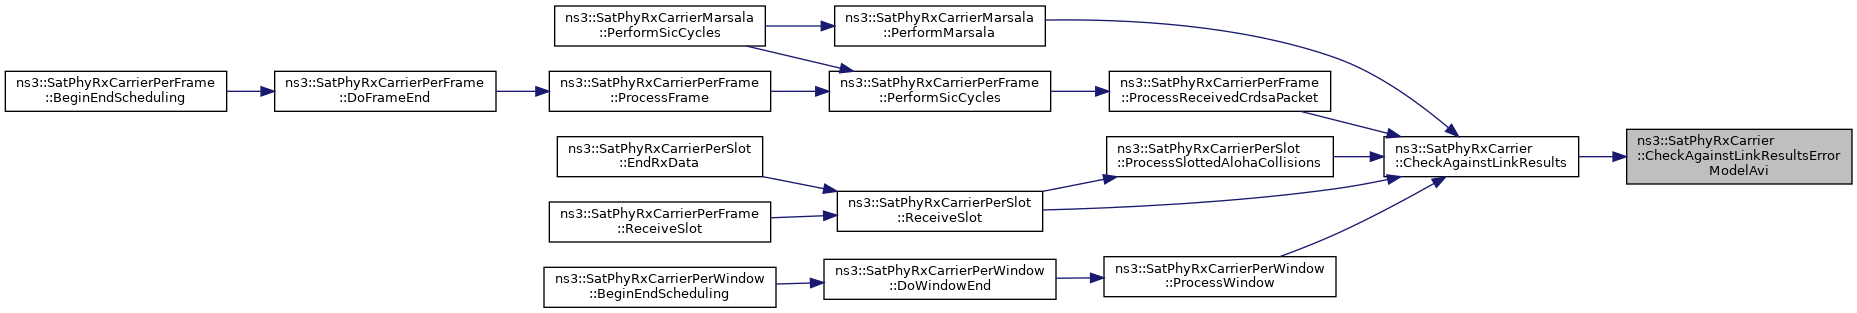 ns3::SatPhyRxCarrierMarsala
::PerformSicCycles
ns3::SatPhyRxCarrierMarsala
::PerformMarsala
ns3::SatPhyRxCarrierPerFrame
::BeginEndScheduling
ns3::SatPhyRxCarrierPerFrame
::DoFrameEnd
ns3::SatPhyRxCarrierPerFrame
::ProcessFrame
ns3::SatPhyRxCarrierPerFrame
::PerformSicCycles
ns3::SatPhyRxCarrierPerFrame
::ProcessReceivedCrdsaPacket
ns3::SatPhyRxCarrierPerSlot
::EndRxData
ns3::SatPhyRxCarrierPerSlot
::ProcessSlottedAlohaCollisions
ns3::SatPhyRxCarrier
::CheckAgainstLinkResults
ns3::SatPhyRxCarrier
::CheckAgainstLinkResultsError
ModelAvi
ns3::SatPhyRxCarrierPerFrame
::ReceiveSlot
ns3::SatPhyRxCarrierPerSlot
::ReceiveSlot
ns3::SatPhyRxCarrierPerWindow
::BeginEndScheduling
ns3::SatPhyRxCarrierPerWindow
::DoWindowEnd
ns3::SatPhyRxCarrierPerWindow
::ProcessWindow